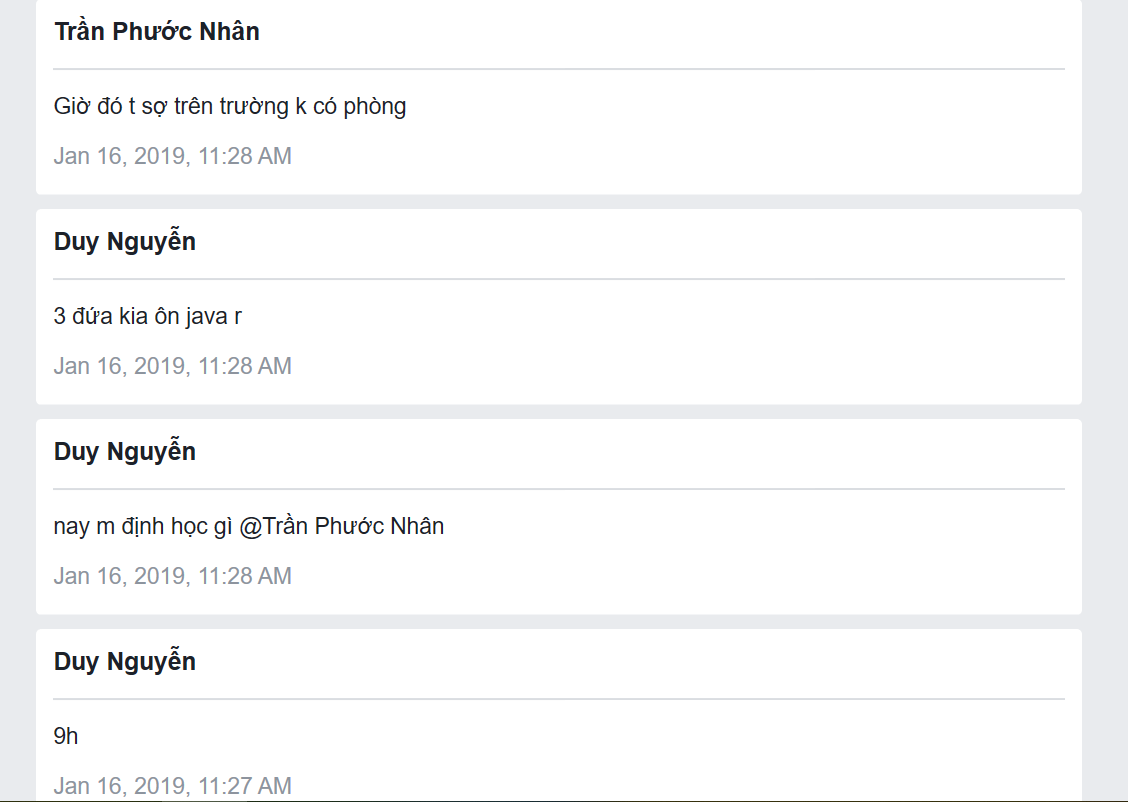 Trần Phước Nhân
Giờ đó t sợ trên trường k có phòng
Jan 16, 2019, 11:28 AM
Duy Nguyễn
3 đứa kia ôn java r
Jan 16, 2019, 11:28 AM
Duy Nguyễn
nay m định học gì @Trần Phước Nhân
Jan 16, 2019, 11:28 AM
Duy Nguyễn
9h
Jan 16, 2019, 11:27 AM